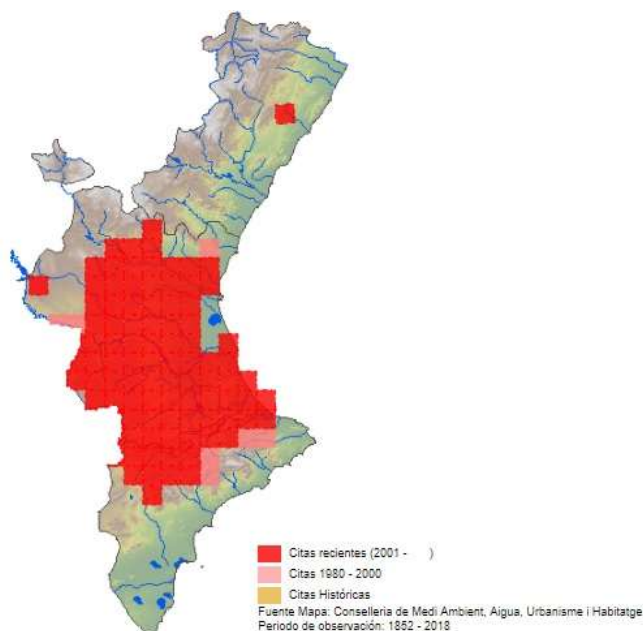 Citas recientes (2001 - )
Citas 1980 - 2000
Citas Históricas
Fuente Mapa: Conselleria de Medi Ambient, Aigua, Urbanisme i Habitatge
Periodo de observación: 1852 - 2018